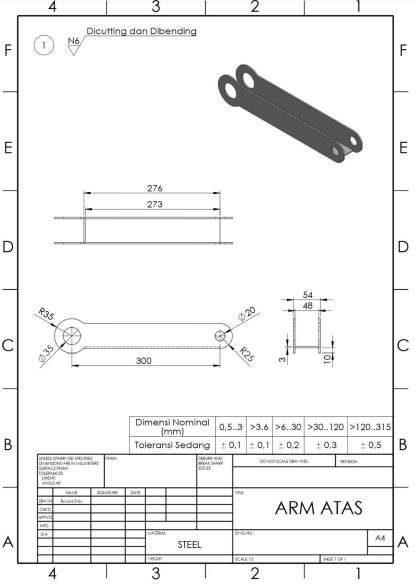 4 3 2 1
F F
1
N6
Dicutting dan Dibending
E E
276
273
D D
54
48
R35
Ø 20
C C
Ø 35
R25
300
3
10
Dimensi Nominal (mm) 0,5..3 >3.6 >6..30 >30..120 >120..315
Toleransi Sedang ± 0,1 ± 0,1 ± 0,2 ± 0,3 ± 0,5
B B
UNLESS OTHERWISE SPECIFIED:
DIMENSIONS ARE IN MILLIMETERS
SURFACE FINISH:
TOLERANCES:
LINEAR:
ANGULAR:
FINISH:
DEBURR AND
BREAK SHARP
EDGES
DO NOT SCALE DRAWING
REVISION
NAME SIGNATURE DATE
TITLE:
DRAWN
CHK'D
APPV'D
MFG
Q.A
ARM ATAS
MATERIAL:
STEEL
DWG NO.
A4
A A
WEIGHT:
SCALE:1:5
SHEET 1 OF 1
4 3 2 1